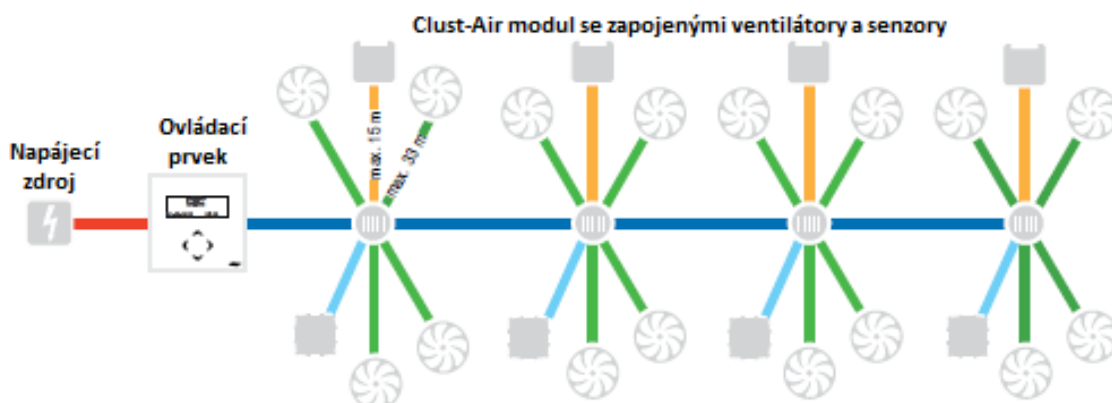 Clust-Air modul se zapojenými ventilátory a senzory
Ovládací
prvek
Napájecí
zdroj
max. 15 m
max. 33 m